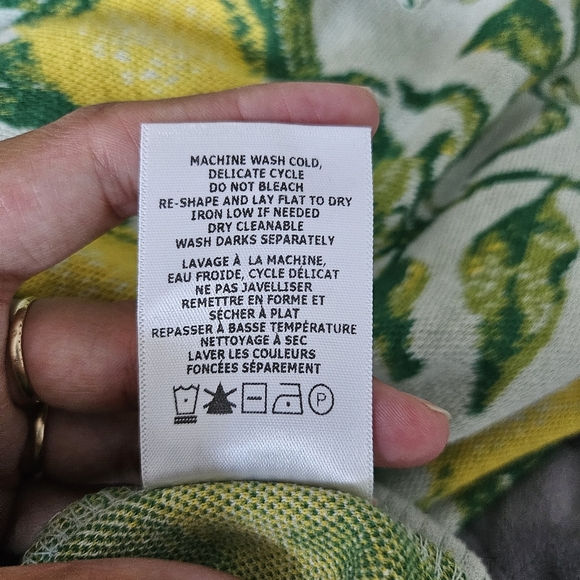 MACHINE WASH COLD,
DELICATE CYCLE
DO NOT BLEACH
RE-SHAPE AND LAY FLAT TO DRY
IRON LOW IF NEEDED
DRY CLEANABLE
WASH DARKS SEPARATELY
LAVAGE À LA MACHINE,
EAU FROIDE, CYCLE DÉLICAT
NE PAS JAVELLISER
REMETTRE EN FORME ET
SÉCHER À PLAT
REPASSER À BASSE TEMPÉRATURE
NETTOYAGE À SEC
LAVER LES COULEURS
FONCÉES SÉPAREMENT
P